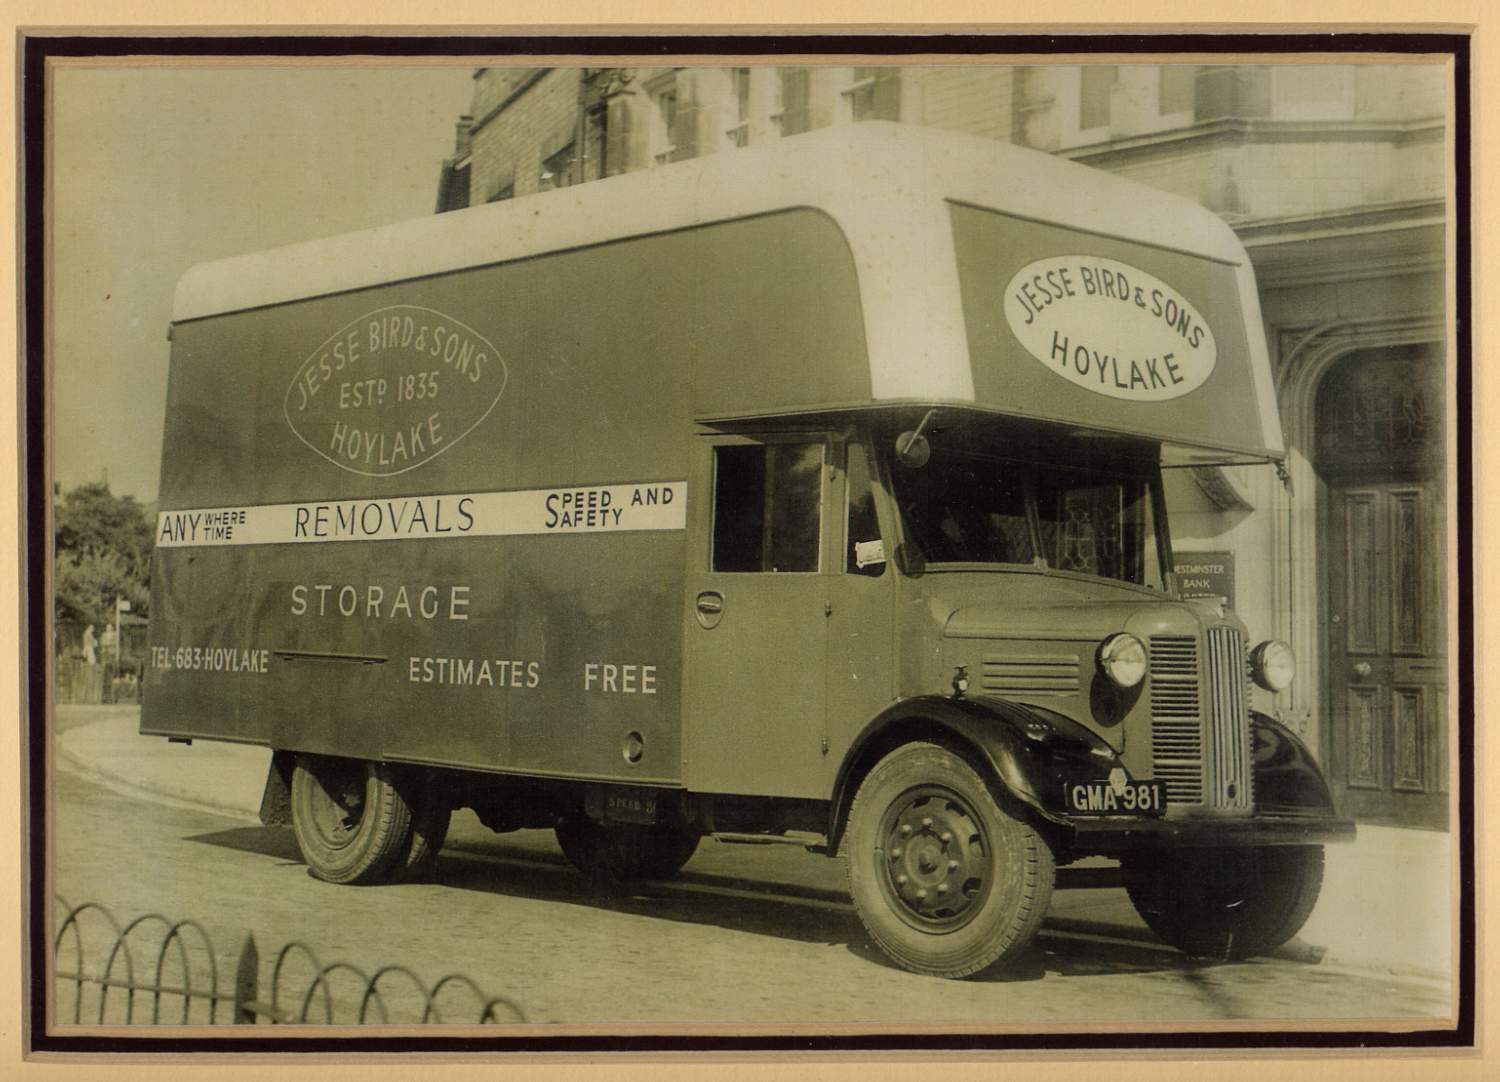 JESSE BIRD & SONS
ESTD 1835
HOYLAKE
JESSE BIRD & SONS
HOYLAKE
ANY WHERE TIME REMOVALS SPEED AND SAFETY
STORAGE
TEL·683·HOYLAKE
ESTIMATES FREE
WESTMINSTER
BANK
GMA 981
SPEED